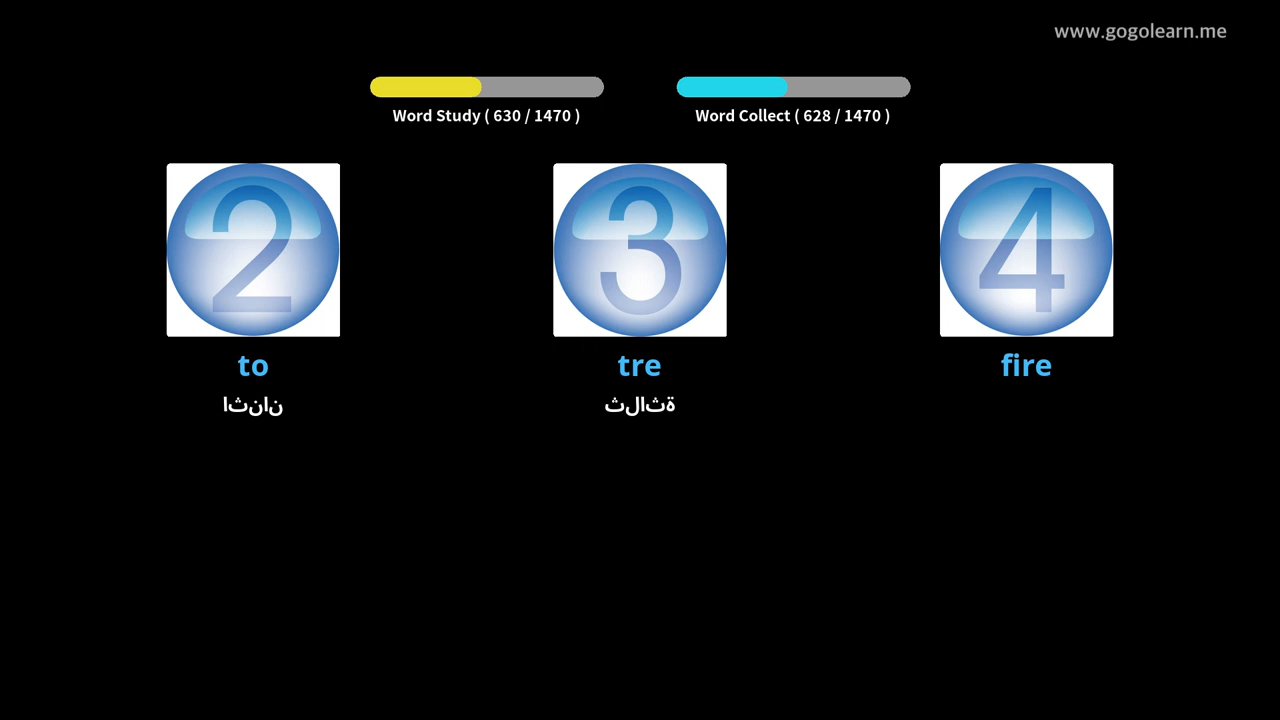 www.gogolearn.me
Word Study ( 630 / 1470 )
Word Collect ( 628 / 1470 )
2
3
4
to
tre
fire
اثنان
ثلاثة